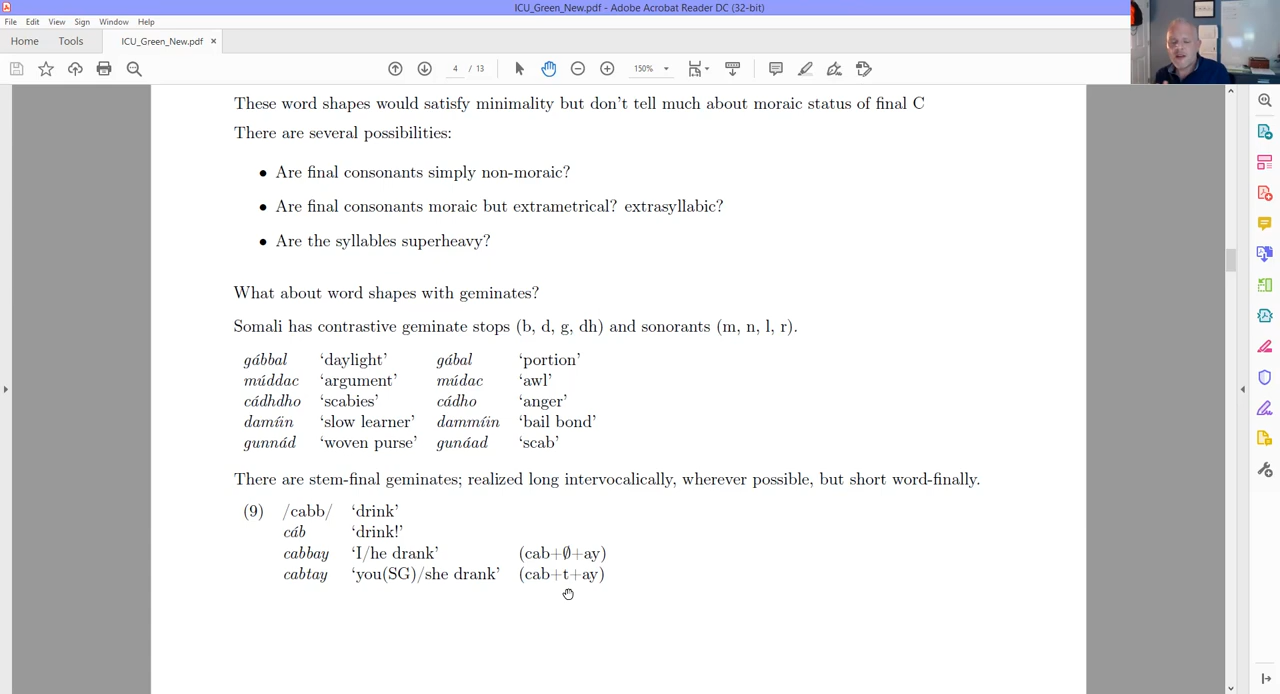 ICU_Green_New.pdf - Adobe Acrobat Reader DC (32-bit)
File Edit View Sign Window Help
Home Tools ICU_Green_New.pdf ×
4 / 13 150%
These word shapes would satisfy minimality but don't tell much about moraic status of final C
There are several possibilities:
• Are final consonants simply non-moraic?
• Are final consonants moraic but extrametrical? extrasyllabic?
• Are the syllables superheavy?
What about word shapes with geminates?
Somali has contrastive geminate stops (b, d, g, dh) and sonorants (m, n, l, r).
gábbal 'daylight' gábal 'portion'
múddac 'argument' múdac 'awl'
cádhdho 'scabies' cádho 'anger'
damíin 'slow learner' dammíin 'bail bond'
gunnád 'woven purse' gunáad 'scab'
There are stem-final geminates; realized long intervocalically, wherever possible, but short word-finally.
(9) /cabb/ 'drink'
cáb 'drink!'
cabbay 'I/he drank' (cab+∅+ay)
cabtay 'you(SG)/she drank' (cab+t+ay)